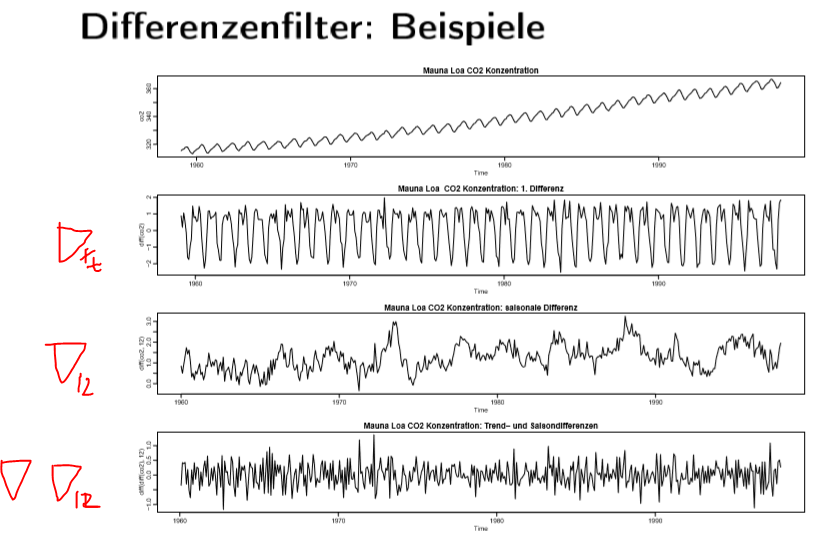 Differenzenfilter: Beispiele
Mauna Loa CO2 Konzentration
co2
320 340 360
1960 1970 1980 1990
Time
Mauna Loa CO2 Konzentration: 1. Differenz
∇xt
diff(co2)
−2 −1 0 1 2
1960 1970 1980 1990
Time
Mauna Loa CO2 Konzentration: saisonale Differenz
∇12
diff(co2, 12)
0.0 1.0 2.0 3.0
1960 1970 1980 1990
Time
Mauna Loa CO2 Konzentration: Trend− und Saisondifferenzen
∇ ∇12
diff(diff(co2), 12)
−1.0 0.0 0.5 1.0
1960 1970 1980 1990
Time